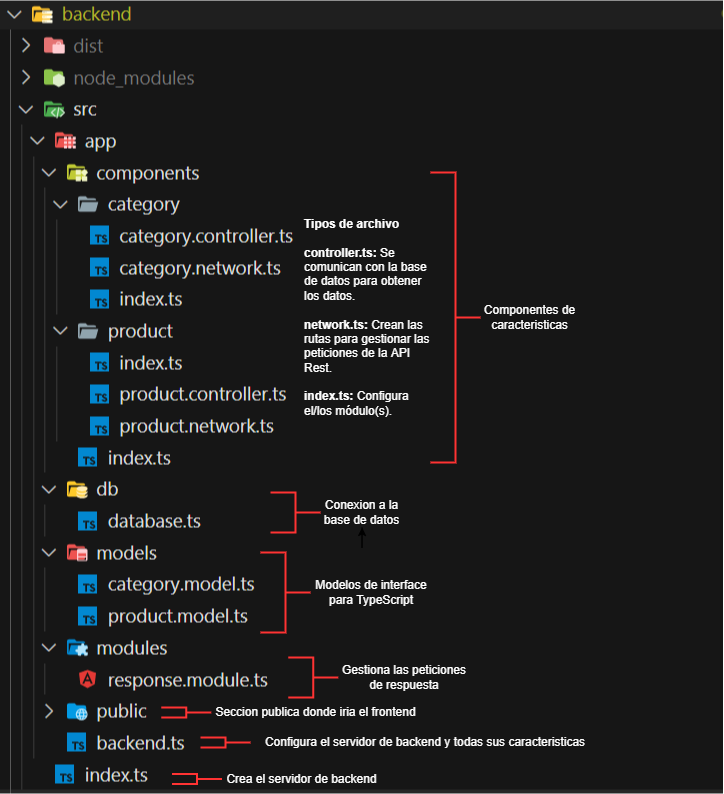 backend
dist
node_modules
src
app
components
category
category.controller.ts
category.network.ts
index.ts
product
index.ts
product.controller.ts
product.network.ts
index.ts
Tipos de archivo
controller.ts: Se
comunican con la base
de datos para obtener
los datos.
network.ts: Crean las
rutas para gestionar las
peticiones de la API
Rest.
index.ts: Configura
el/los módulo(s).
Componentes de
caracteristicas
db
database.ts
Conexion a la
base de datos
models
category.model.ts
product.model.ts
Modelos de interface
para TypeScript
modules
response.module.ts
Gestiona las peticiones
de respuesta
public
Seccion publica donde iria el frontend
backend.ts
Configura el servidor de backend y todas sus caracteristicas
index.ts
Crea el servidor de backend